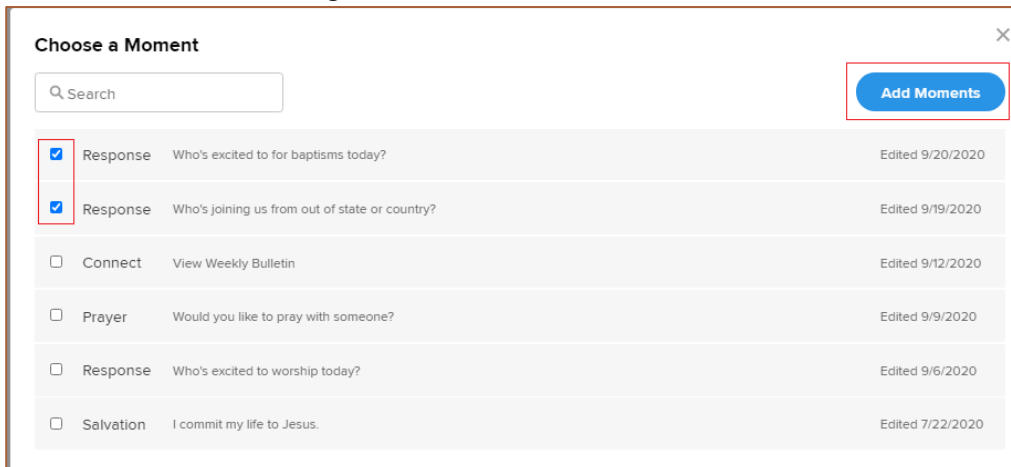 Choose a Moment
×
Search
Add Moments
Response Who's excited to for baptisms today? Edited 9/20/2020
Response Who's joining us from out of state or country? Edited 9/19/2020
Connect View Weekly Bulletin Edited 9/12/2020
Prayer Would you like to pray with someone? Edited 9/9/2020
Response Who's excited to worship today? Edited 9/6/2020
Salvation I commit my life to Jesus. Edited 7/22/2020